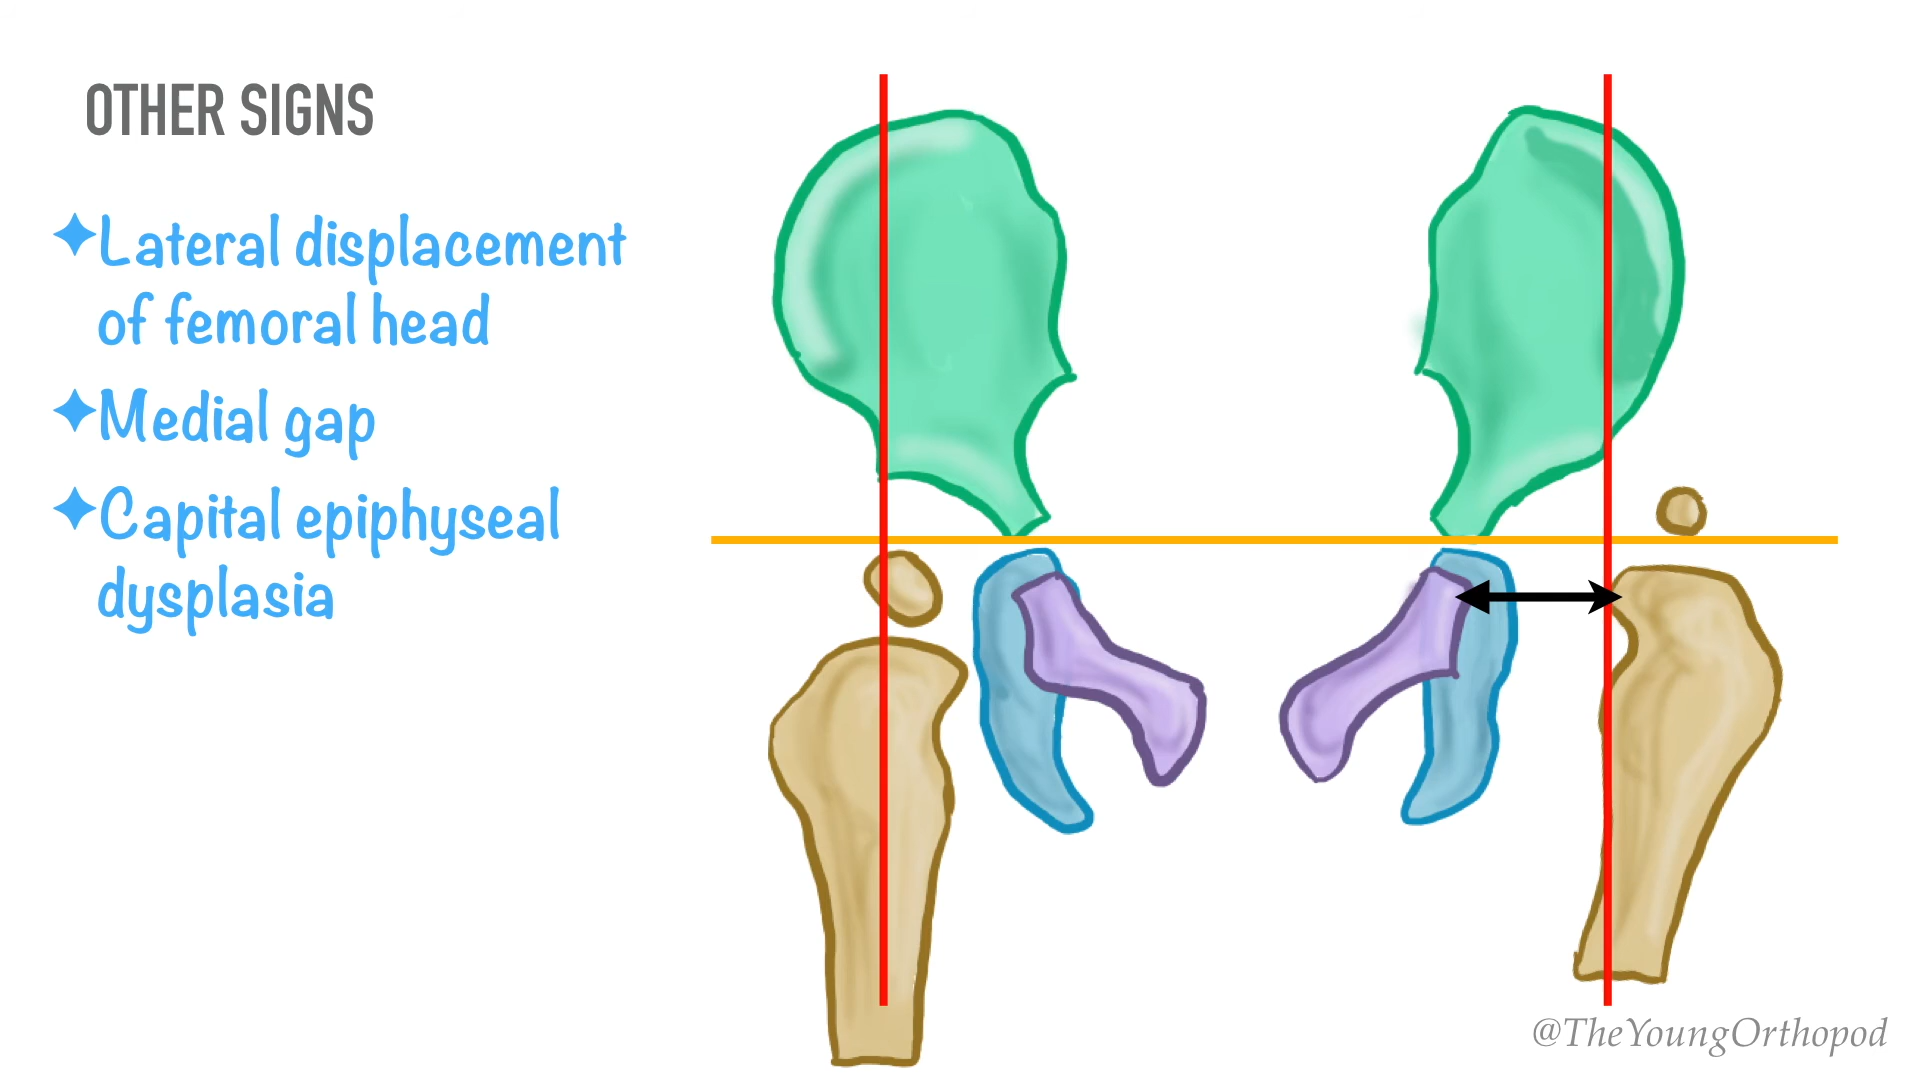 OTHER SIGNS
✦Lateral displacement
of femoral head
✦Medial gap
✦Capital epiphyseal
dysplasia
@TheYoungOrthopod